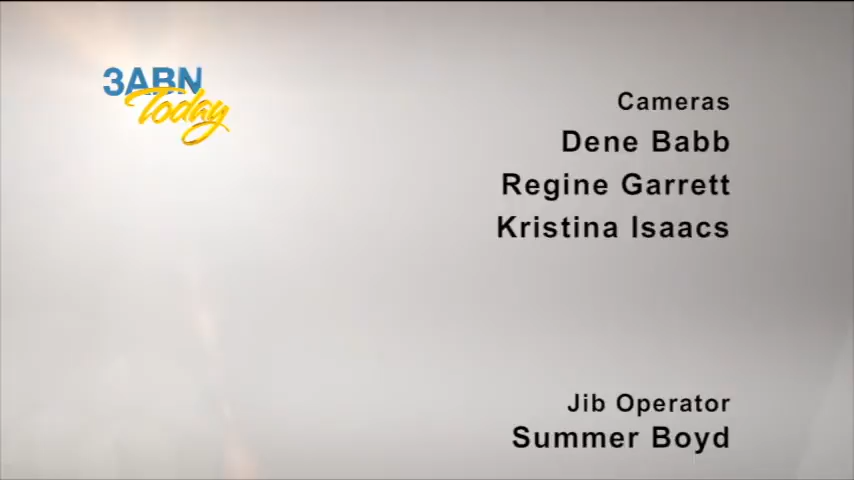 3ABN
Today
Cameras
Dene Babb
Regine Garrett
Kristina Isaacs
Jib Operator
Summer Boyd